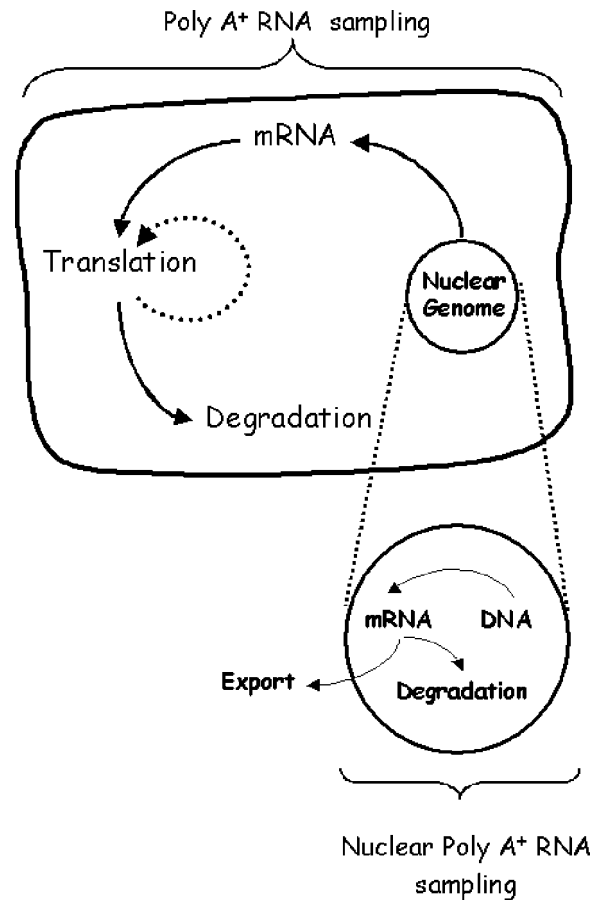 Poly A⁺ RNA sampling
mRNA
Translation
Nuclear
Genome
Degradation
mRNA DNA
Export
Degradation
Nuclear Poly A⁺ RNA
sampling